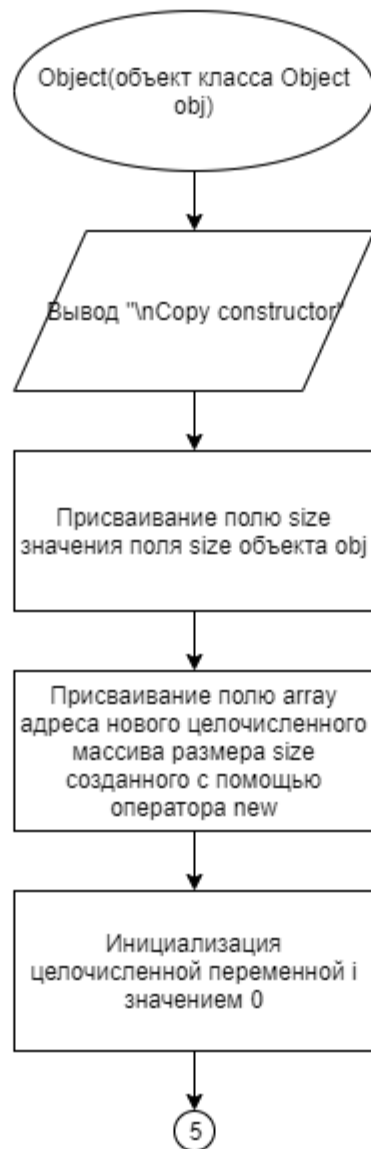 Object(объект класса Object
obj)
Вывод "\nCopy constructor"
Присваивание полю size
значения поля size объекта obj
Присваивание полю array
адреса нового целочисленного
массива размера size
созданного с помощью
оператора new
Инициализация
целочисленной переменной i
значением 0
5